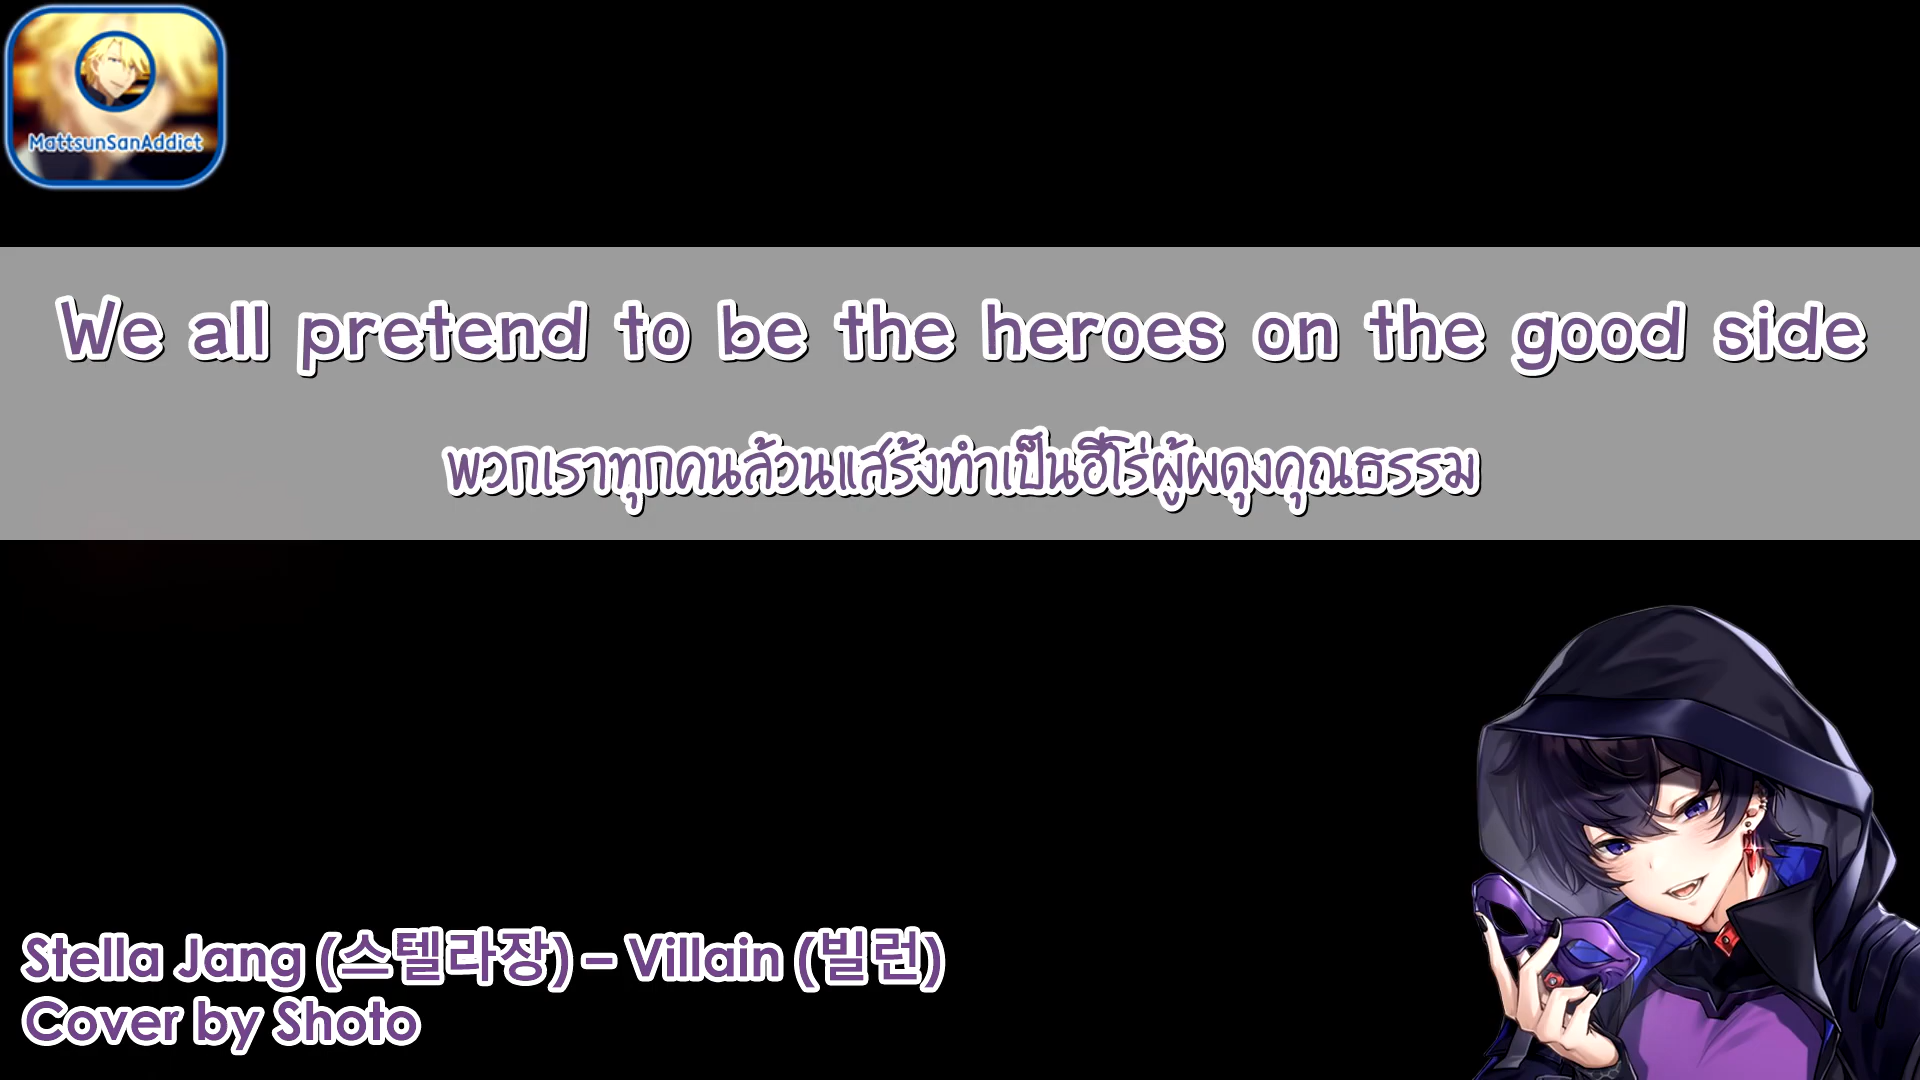 MattsunSanAddict
We all pretend to be the heroes on the good side
พวกเราทุกคนล้วนแสร้งทำเป็นฮีโร่ผู้ผดุงคุณธรรม
Stella Jang (스텔라장) – Villain (빌런)
Cover by Shoto